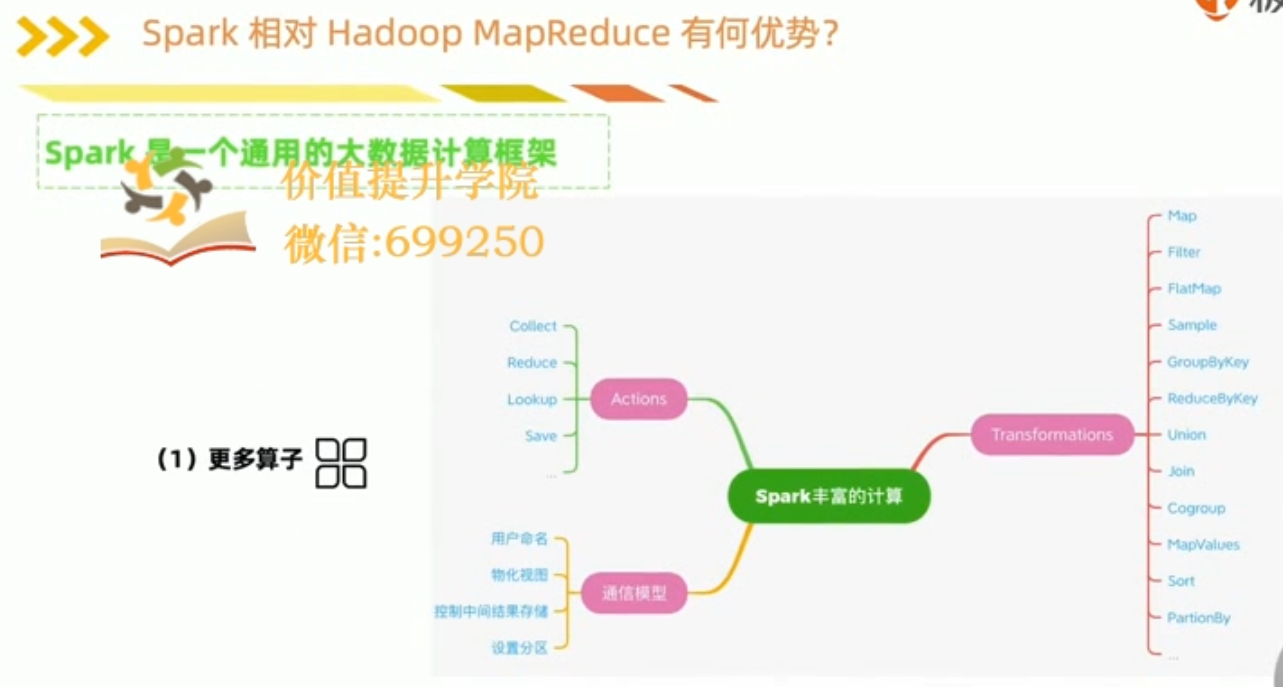 Spark 相对 Hadoop MapReduce 有何优势?
Spark 是一个通用的大数据计算框架
价值提升学院
微信:699250
(1) 更多算子
Collect
Reduce
Lookup
Save
...
Actions
用户命名
物化视图
控制中间结果存储
设置分区
通信模型
Spark丰富的计算
Transformations
Map
Filter
FlatMap
Sample
GroupByKey
ReduceByKey
Union
Join
Cogroup
MapValues
Sort
PartionBy
...